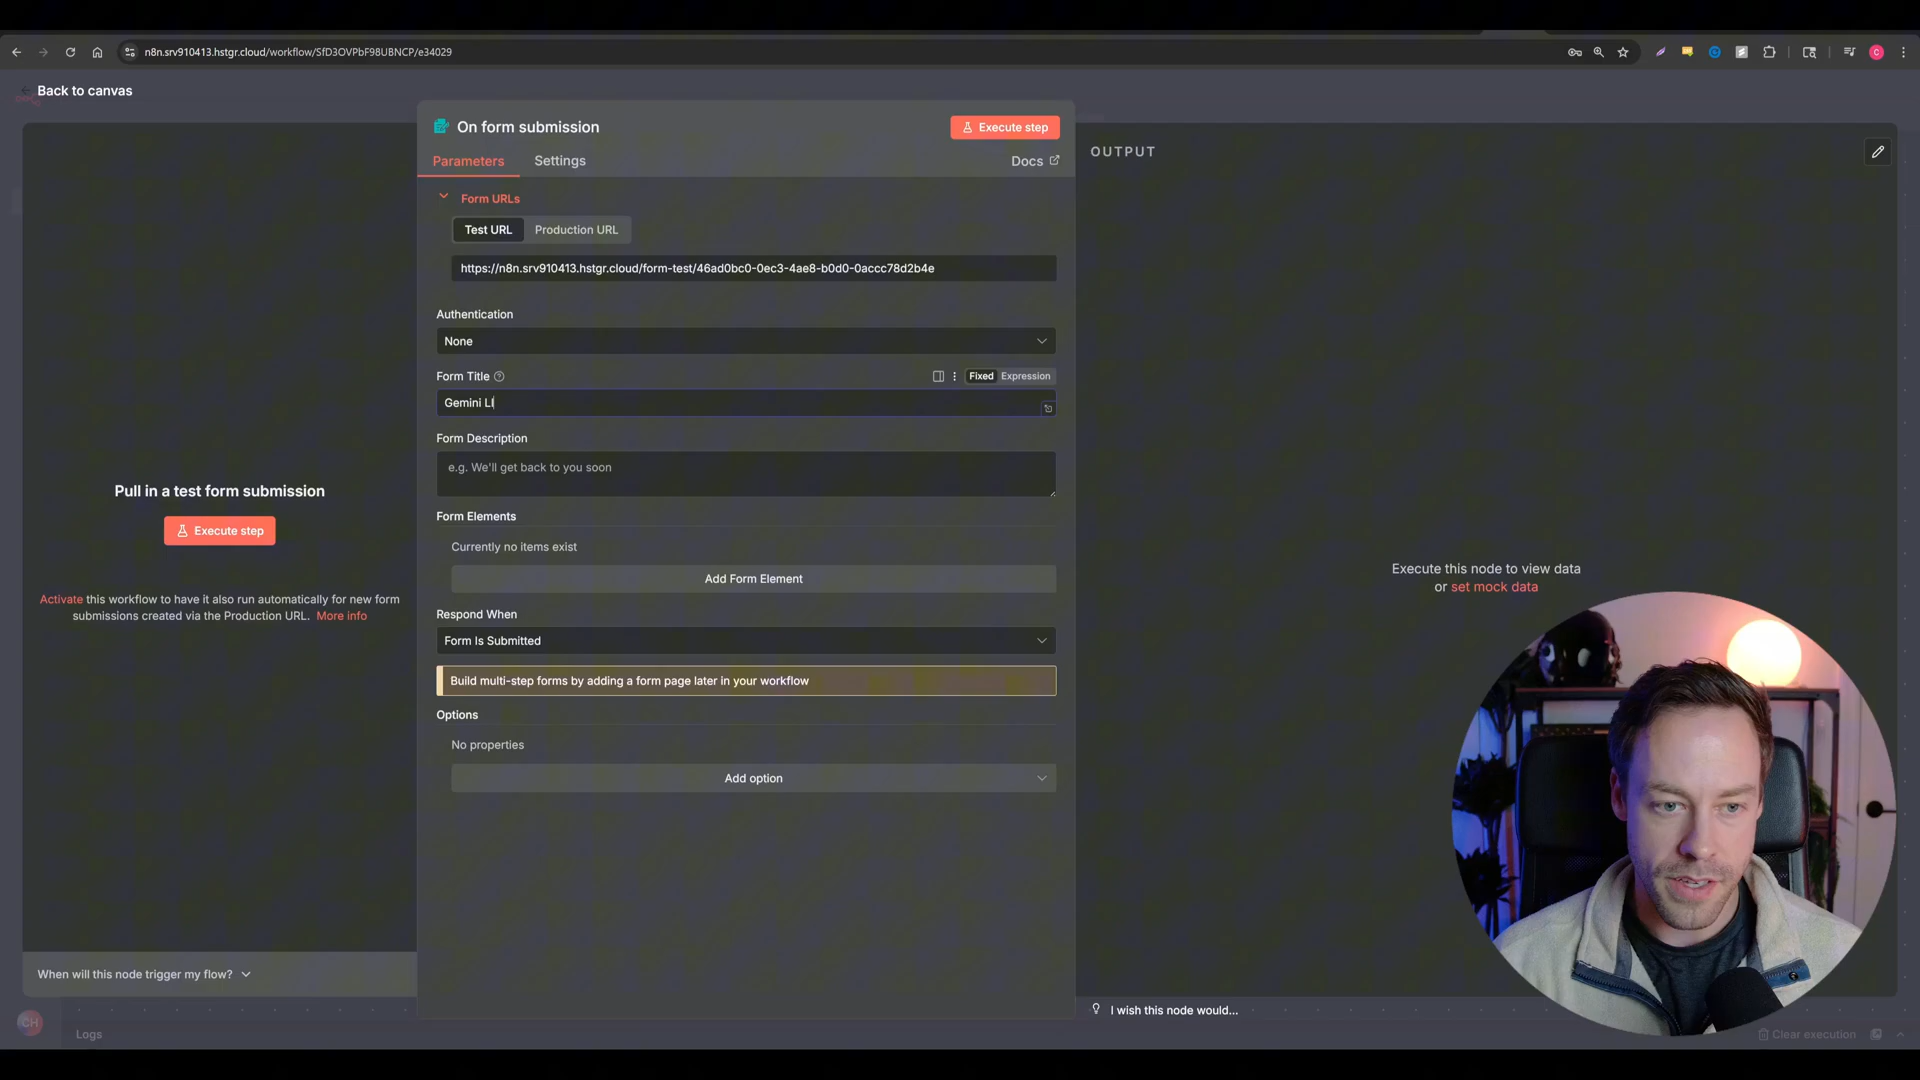 n8n.srv910413.hstgr.cloud/workflow/SfD3OVPbF98UBNCP/e34029
C
Back to canvas
On form submission
Execute step
Parameters
Settings
Docs
Form URLs
Test URL
Production URL
https://n8n.srv910413.hstgr.cloud/form-test/46ad0bc0-0ec3-4ae8-b0d0-0accc78d2b4e
Authentication
None
Form Title
Fixed
Expression
Gemini LI
Form Description
e.g. We'll get back to you soon
Form Elements
Currently no items exist
Add Form Element
Respond When
Form Is Submitted
Build multi-step forms by adding a form page later in your workflow
Options
No properties
Add option
Pull in a test form submission
Execute step
Activate this workflow to have it also run automatically for new form
submissions created via the Production URL. More info
When will this node trigger my flow?
OUTPUT
Execute this node to view data
or set mock data
I wish this node would...
CH
Logs
Clear execution